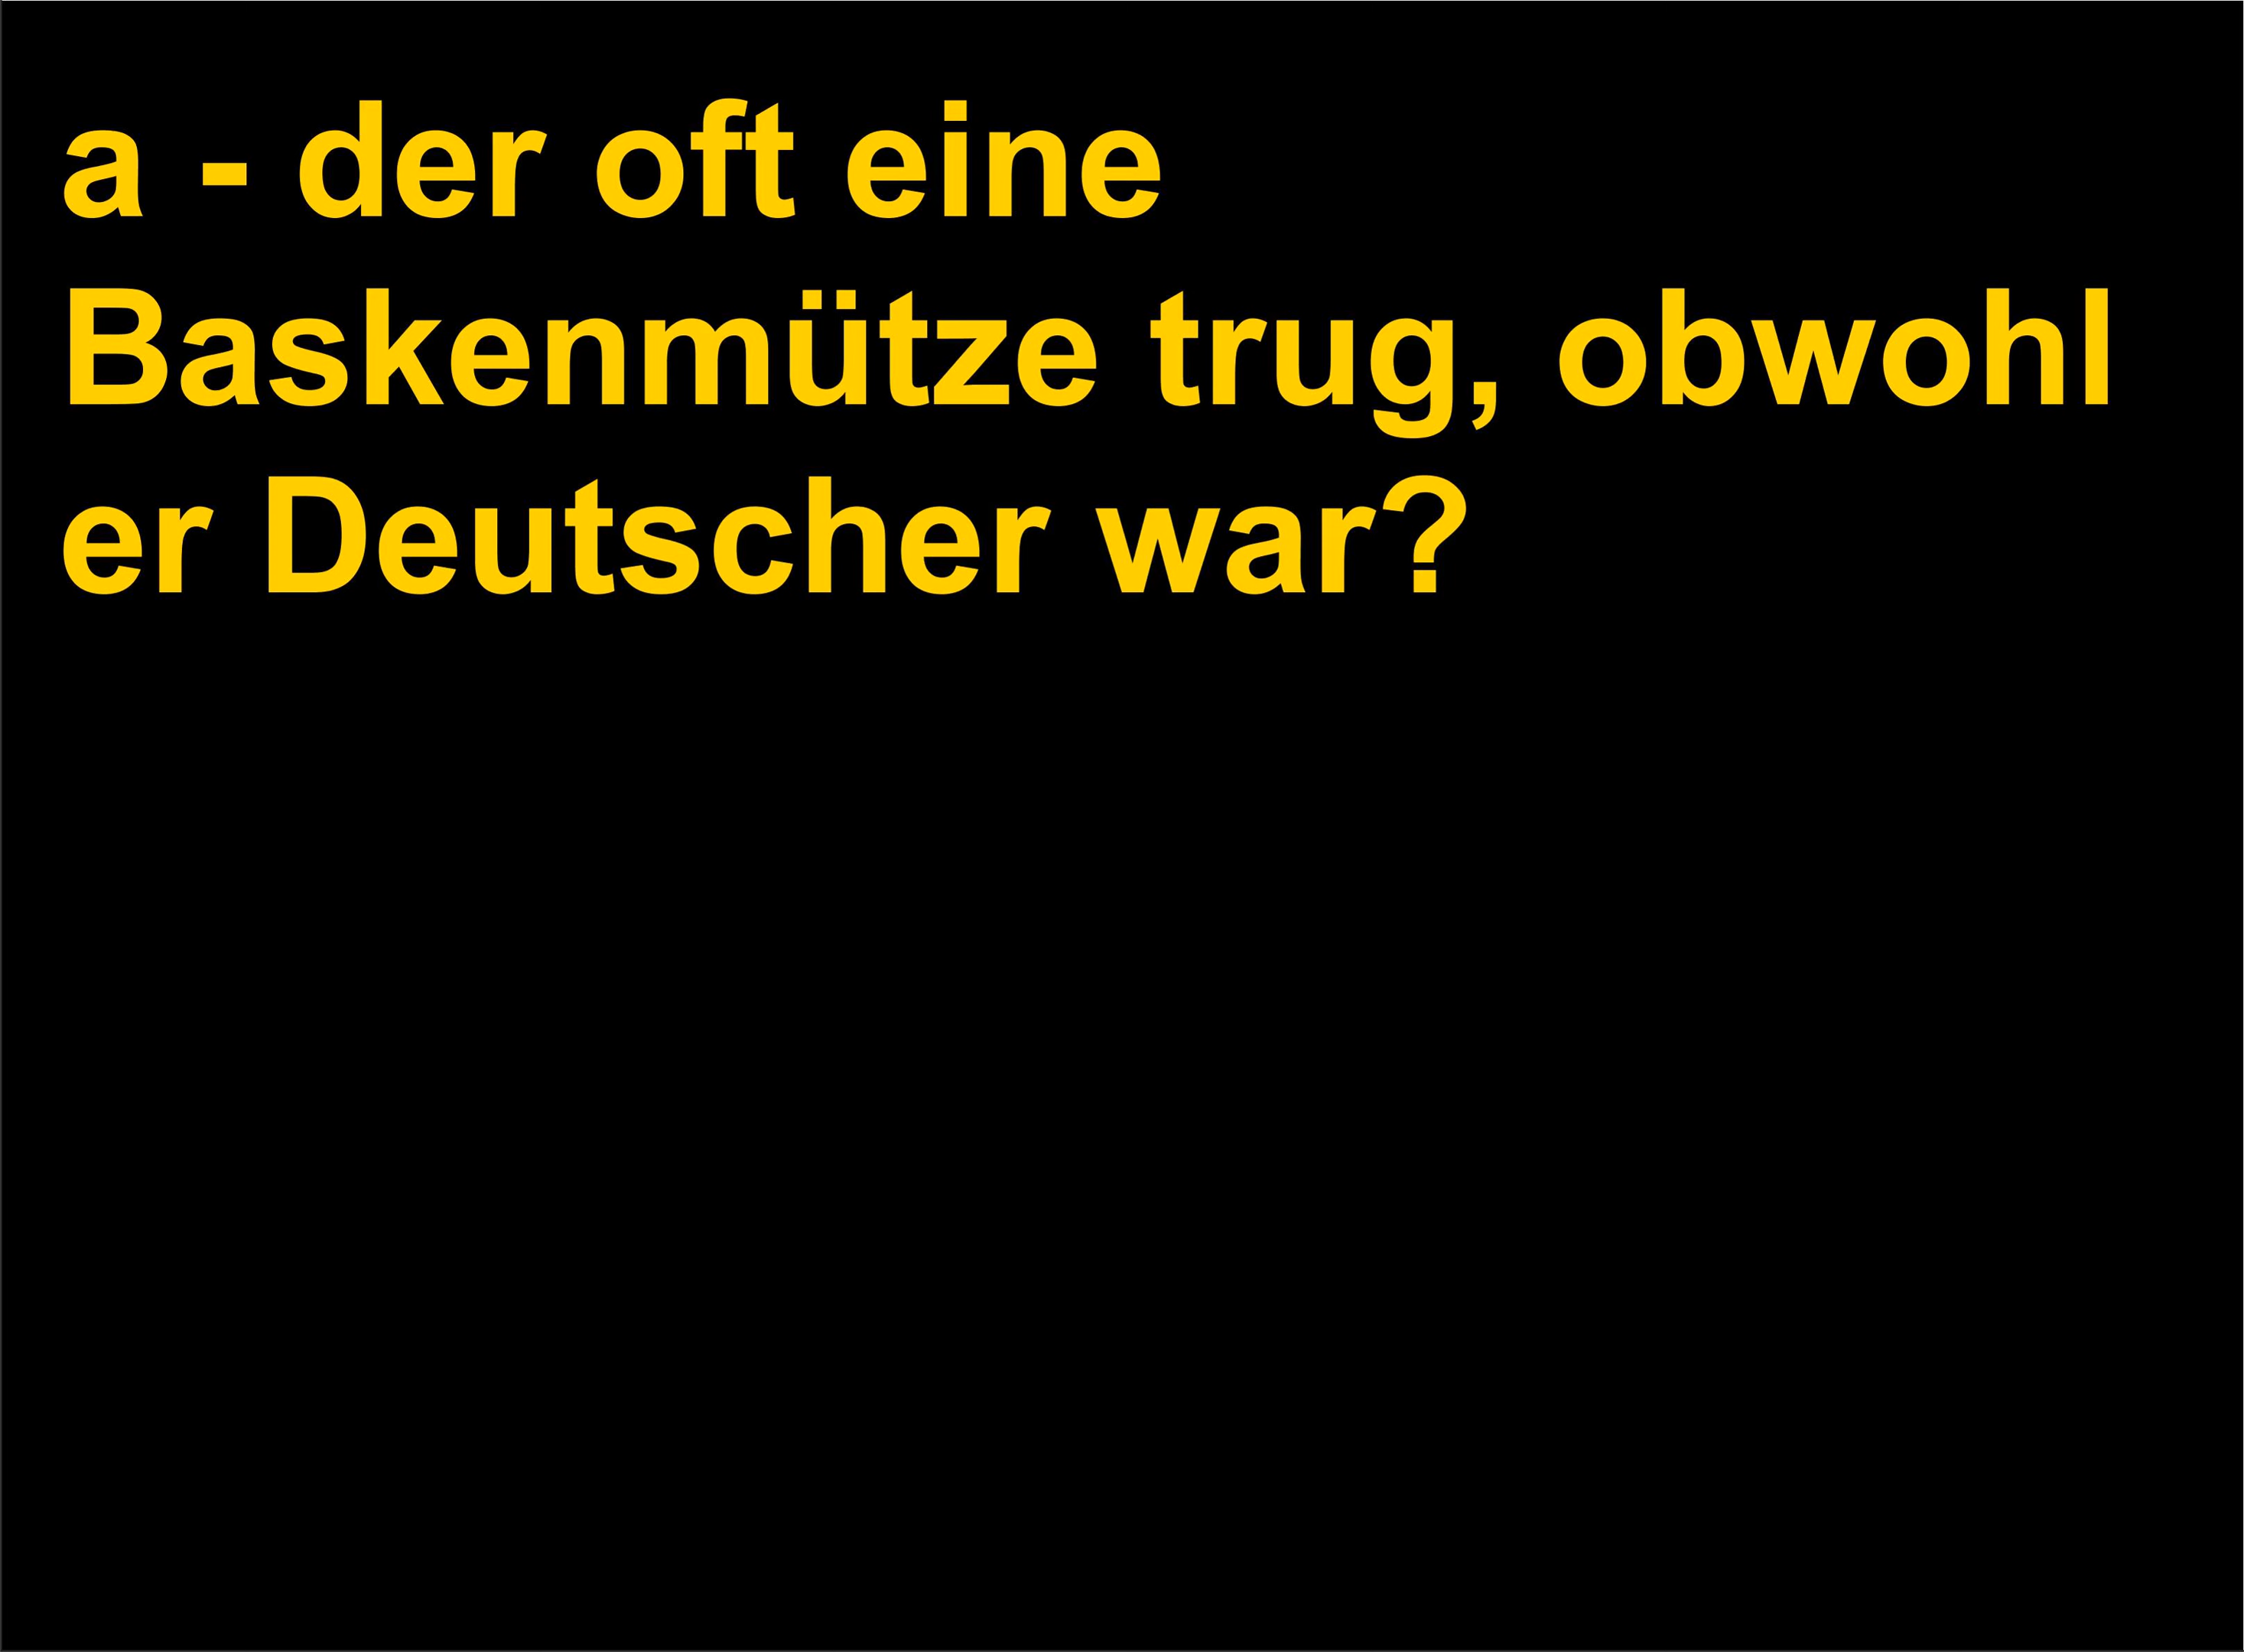 a - der oft eine
Baskenmütze trug, obwohl
er Deutscher war?